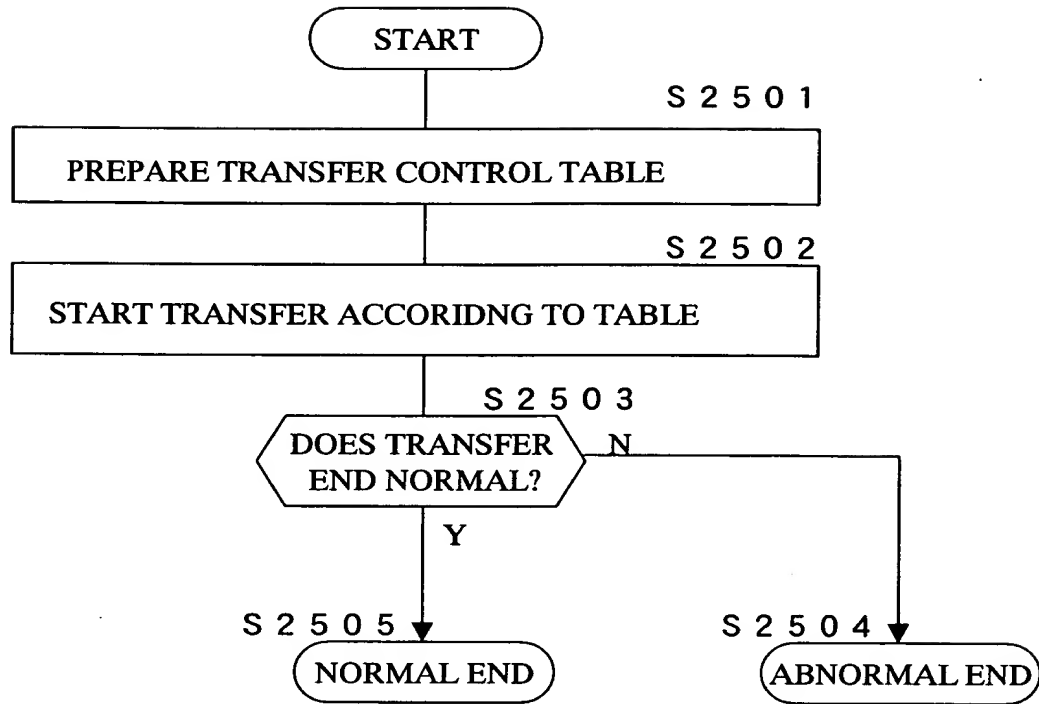 START
S2501
PREPARE TRANSFER CONTROL TABLE
S2502
START TRANSFER ACCORIDNG TO TABLE
S2503
DOES TRANSFER
END NORMAL?
N
Y
S2505
NORMAL END
S2504
ABNORMAL END